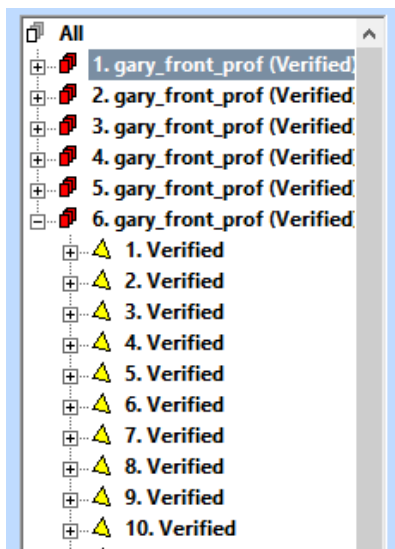 All
1. gary_front_prof (Verified)
2. gary_front_prof (Verified
3. gary_front_prof (Verified
4. gary_front_prof (Verified
5. gary_front_prof (Verified
6. gary_front_prof (Verified
1. Verified
2. Verified
3. Verified
4. Verified
5. Verified
6. Verified
7. Verified
8. Verified
9. Verified
10. Verified